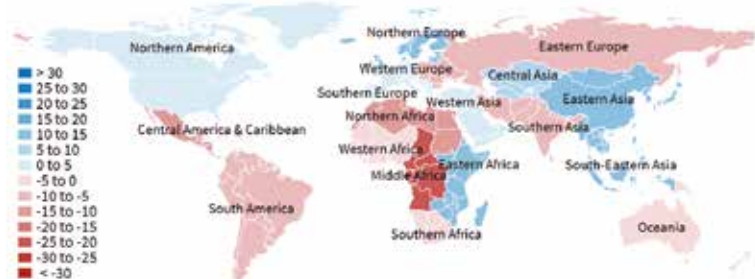 Northern America
Northern Europe
Eastern Europe
Western Europe
Central Asia
Southern Europe
Western Asia
Eastern Asia
Northern Africa
Central America & Caribbean
Southern Asia
Western Africa
Eastern Africa
South-Eastern Asia
Middle Africa
South America
Southern Africa
Oceania
> 30
25 to 30
20 to 25
15 to 20
10 to 15
5 to 10
0 to 5
-5 to 0
-10 to -5
-15 to -10
-20 to -15
-25 to -20
-30 to -25
< -30